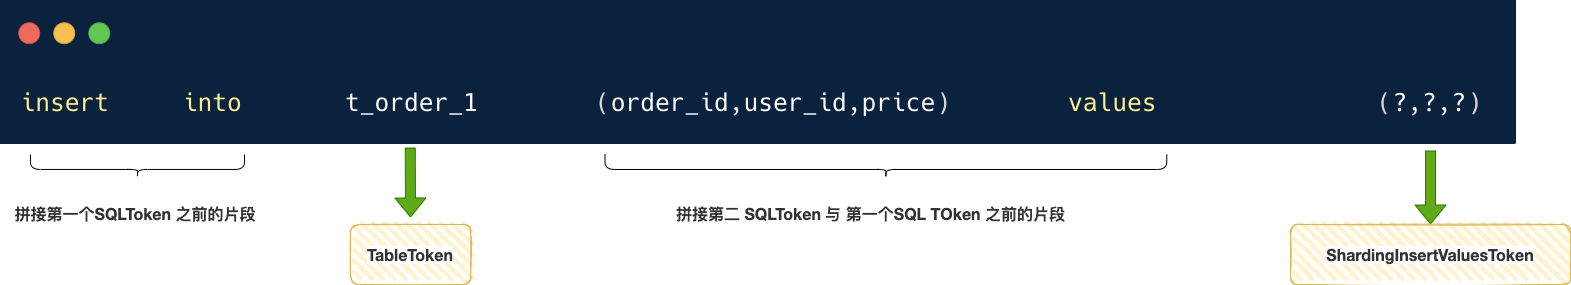 insert into t_order_1 (order_id,user_id,price) values (?,?,?)
拼接第一个SQLToken 之前的片段
拼接第二 SQLToken 与 第一个SQL TOken 之前的片段
TableToken
ShardingInsertValuesToken